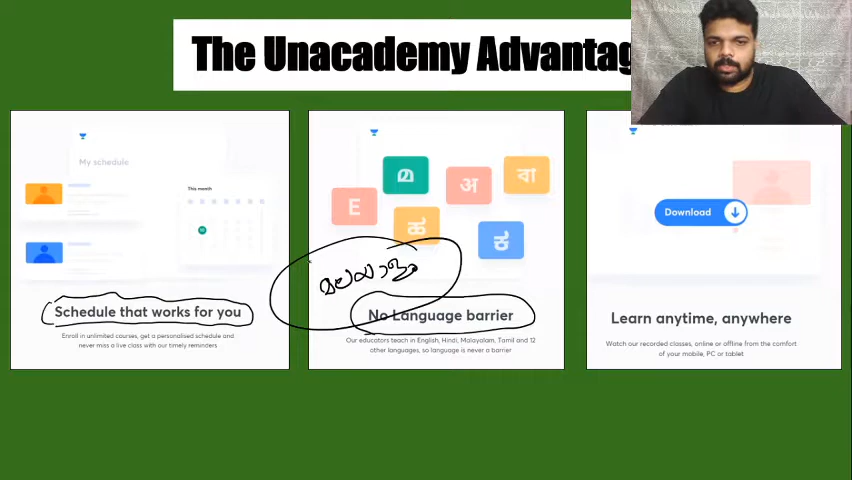 The Unacademy Advantag
My schedule
This month
Schedule that works for you
Enroll in unlimited courses, get a personalised schedule and
never miss a live class with our timely reminders
മ
अ
বা
E
ಹ
ಕ
മലയാളം
No Language barrier
Our educators teach in English, Hindi, Malayalam, Tamil and 12
other languages, so language is never a barrier
Download
Learn anytime, anywhere
Watch our recorded classes, online or offline from the comfort
of your mobile, PC or tablet